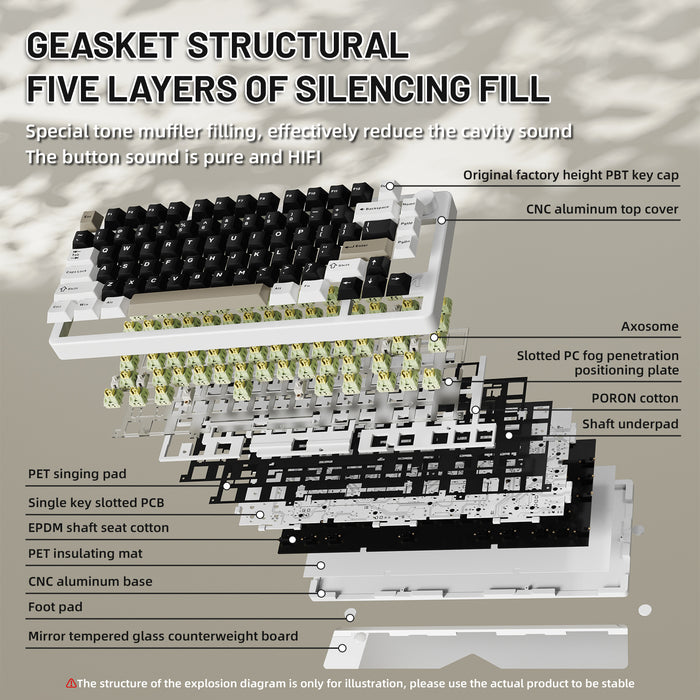 GEASKET STRUCTURAL
FIVE LAYERS OF SILENCING FILL
Special tone muffler filling, effectively reduce the cavity sound
The button sound is pure and HIFI
Original factory height PBT key cap
CNC aluminum top cover
Axosome
Slotted PC fog penetration
positioning plate
PORON cotton
Shaft underpad
PET singing pad
Single key slotted PCB
EPDM shaft seat cotton
PET insulating mat
CNC aluminum base
Foot pad
Mirror tempered glass counterweight board
⚠The structure of the explosion diagram is only for illustration, please use the actual product to be stable